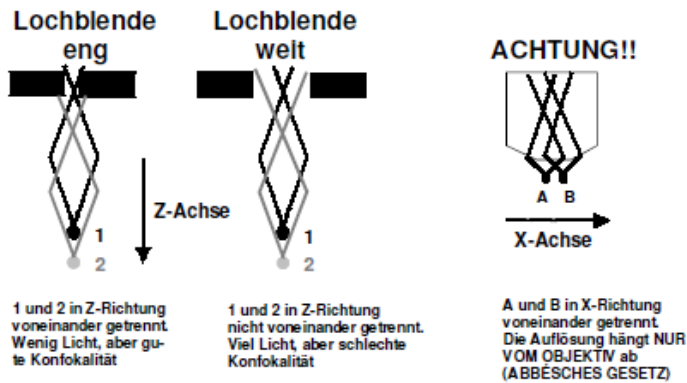 Lochblende
eng
Lochblende
weit
ACHTUNG!!
Z-Achse
1
2
1
2
A B
X-Achse
1 und 2 in Z-Richtung
voneinander getrennt.
Wenig Licht, aber gu-
te Konfokalität
1 und 2 in Z-Richtung
nicht voneinander getrennt.
Viel Licht, aber schlechte
Konfokalität
A und B in X-Richtung
voneinander getrennt.
Die Auflösung hängt NUR
VOM OBJEKTIV ab
(ABBÉSCHES GESETZ)